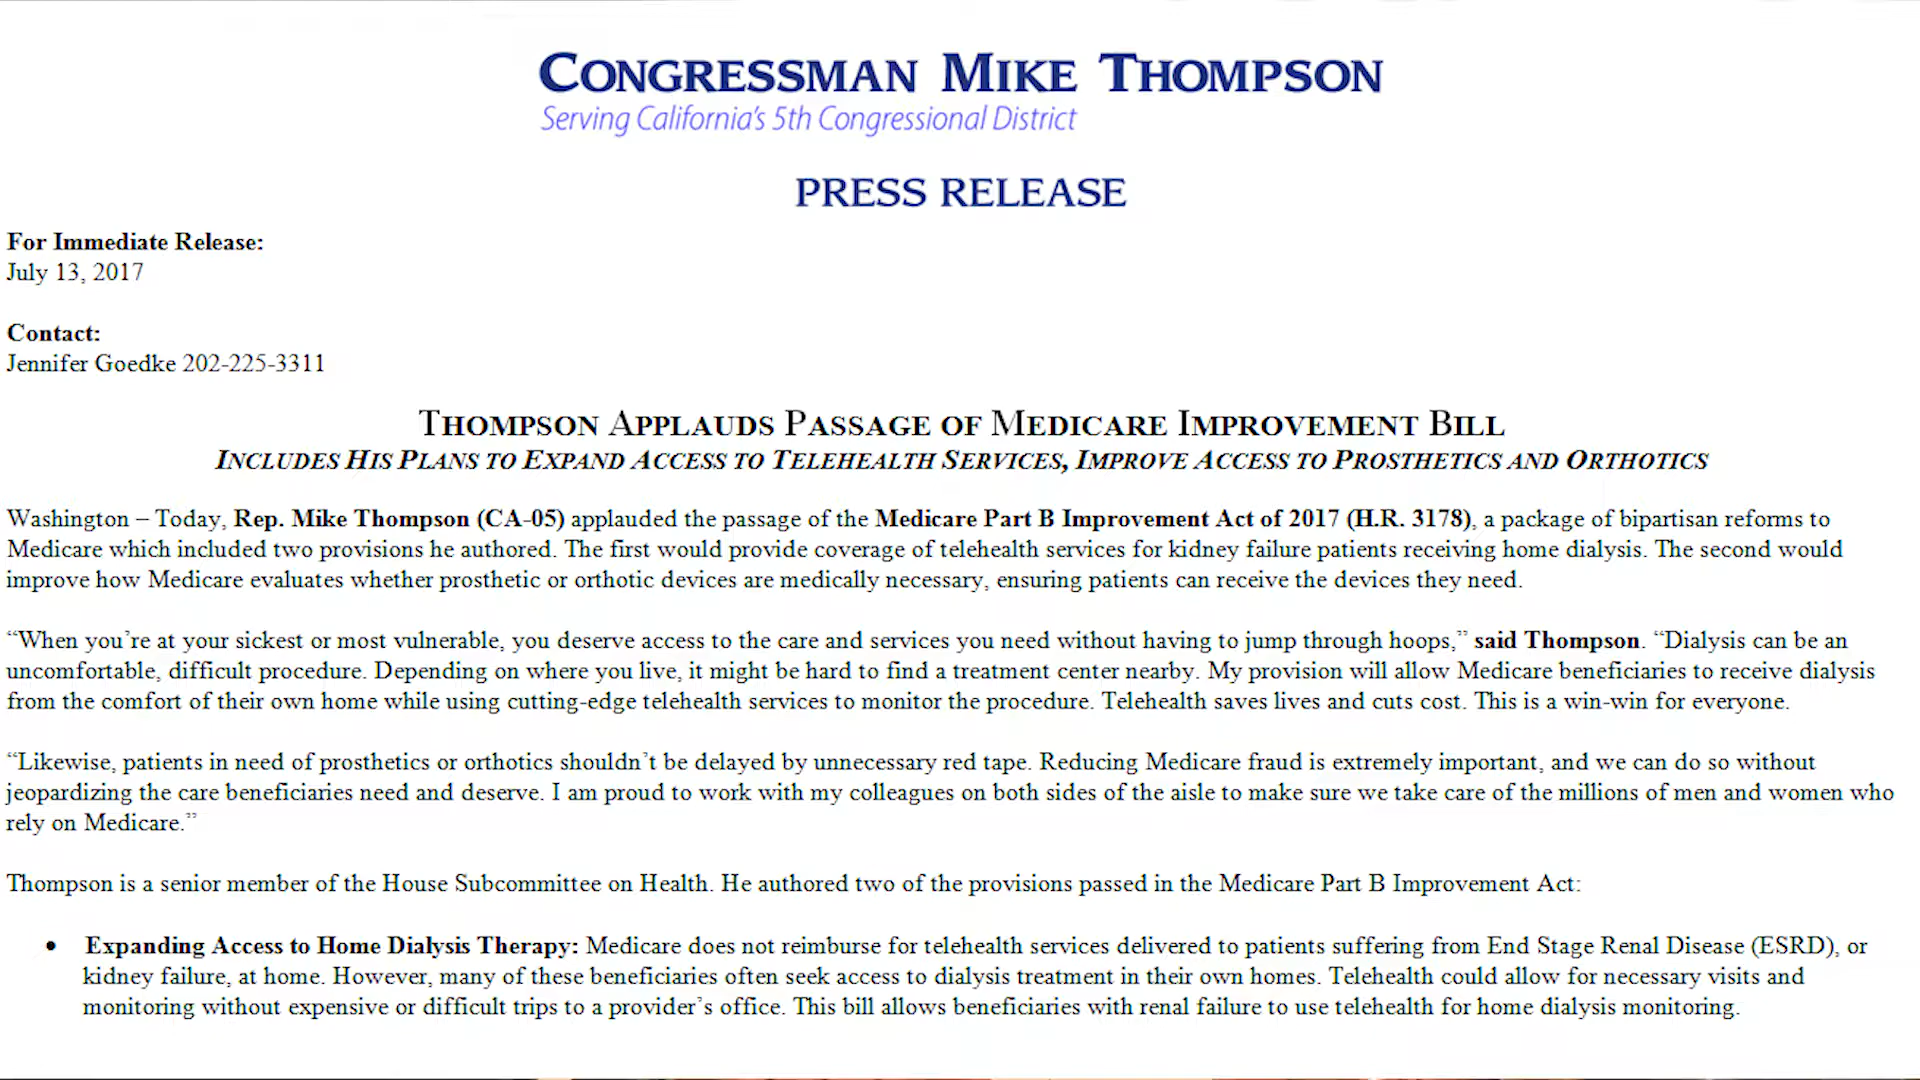 CONGRESSMAN MIKE THOMPSON
Serving California's 5th Congressional District
PRESS RELEASE
For Immediate Release:
July 13, 2017
Contact:
Jennifer Goedke 202-225-3311
THOMPSON APPLAUDS PASSAGE OF MEDICARE IMPROVEMENT BILL
INCLUDES HIS PLANS TO EXPAND ACCESS TO TELEHEALTH SERVICES, IMPROVE ACCESS TO PROSTHETICS AND ORTHOTICS
Washington – Today, Rep. Mike Thompson (CA-05) applauded the passage of the Medicare Part B Improvement Act of 2017 (H.R. 3178), a package of bipartisan reforms to
Medicare which included two provisions he authored. The first would provide coverage of telehealth services for kidney failure patients receiving home dialysis. The second would
improve how Medicare evaluates whether prosthetic or orthotic devices are medically necessary, ensuring patients can receive the devices they need.
“When you’re at your sickest or most vulnerable, you deserve access to the care and services you need without having to jump through hoops,” said Thompson. “Dialysis can be an
uncomfortable, difficult procedure. Depending on where you live, it might be hard to find a treatment center nearby. My provision will allow Medicare beneficiaries to receive dialysis
from the comfort of their own home while using cutting-edge telehealth services to monitor the procedure. Telehealth saves lives and cuts cost. This is a win-win for everyone.
“Likewise, patients in need of prosthetics or orthotics shouldn’t be delayed by unnecessary red tape. Reducing Medicare fraud is extremely important, and we can do so without
jeopardizing the care beneficiaries need and deserve. I am proud to work with my colleagues on both sides of the aisle to make sure we take care of the millions of men and women who
rely on Medicare.”
Thompson is a senior member of the House Subcommittee on Health. He authored two of the provisions passed in the Medicare Part B Improvement Act:
• Expanding Access to Home Dialysis Therapy: Medicare does not reimburse for telehealth services delivered to patients suffering from End Stage Renal Disease (ESRD), or
kidney failure, at home. However, many of these beneficiaries often seek access to dialysis treatment in their own homes. Telehealth could allow for necessary visits and
monitoring without expensive or difficult trips to a provider’s office. This bill allows beneficiaries with renal failure to use telehealth for home dialysis monitoring.